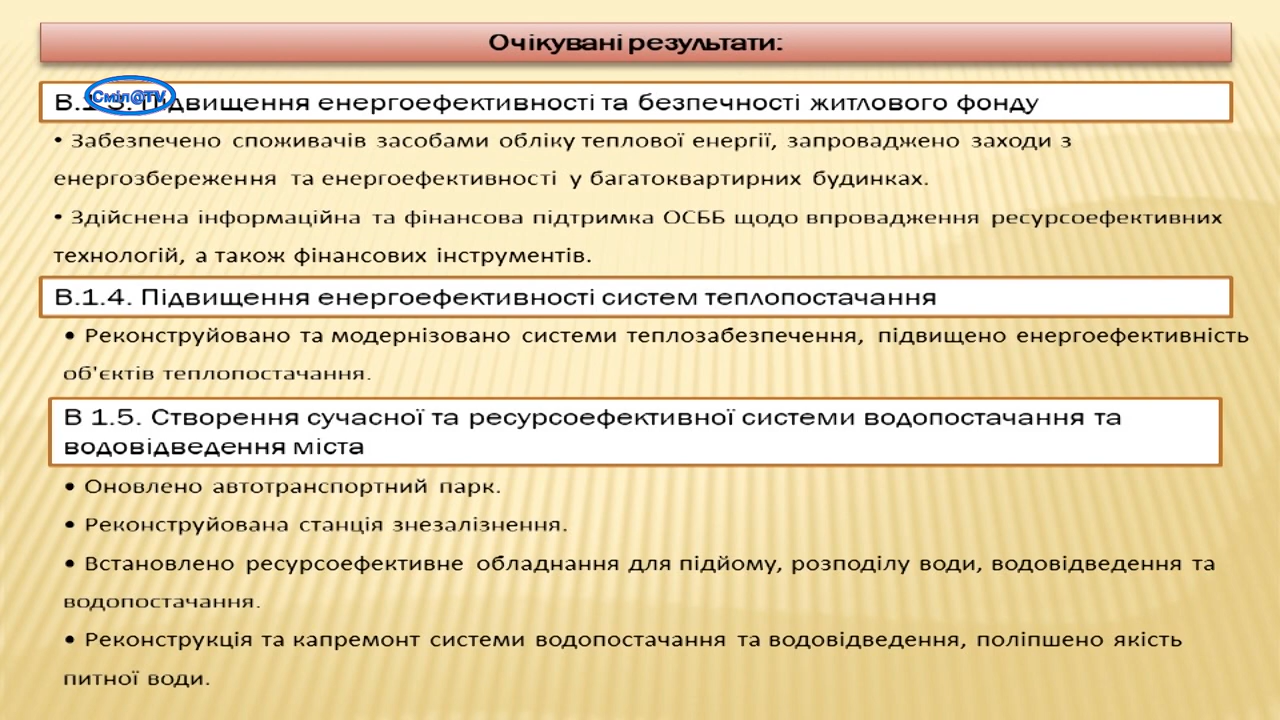 Очікувані результати:
Сміл@TV
В.1.3. Підвищення енергоефективності та безпечності житлового фонду
• Забезпечено споживачів засобами обліку теплової енергії, запроваджено заходи з
енергозбереження та енергоефективності у багатоквартирних будинках.
• Здійснена інформаційна та фінансова підтримка ОСББ щодо впровадження ресурсоефективних
технологій, а також фінансових інструментів.
В.1.4. Підвищення енергоефективності систем теплопостачання
• Реконструйовано та модернізовано системи теплозабезпечення, підвищено енергоефективність
об'єктів теплопостачання.
В 1.5. Створення сучасної та ресурсоефективної системи водопостачання та
водовідведення міста
• Оновлено автотранспортний парк.
• Реконструйована станція знезалізнення.
• Встановлено ресурсоефективне обладнання для підйому, розподілу води, водовідведення та
водопостачання.
• Реконструкція та капремонт системи водопостачання та водовідведення, поліпшено якість
питної води.